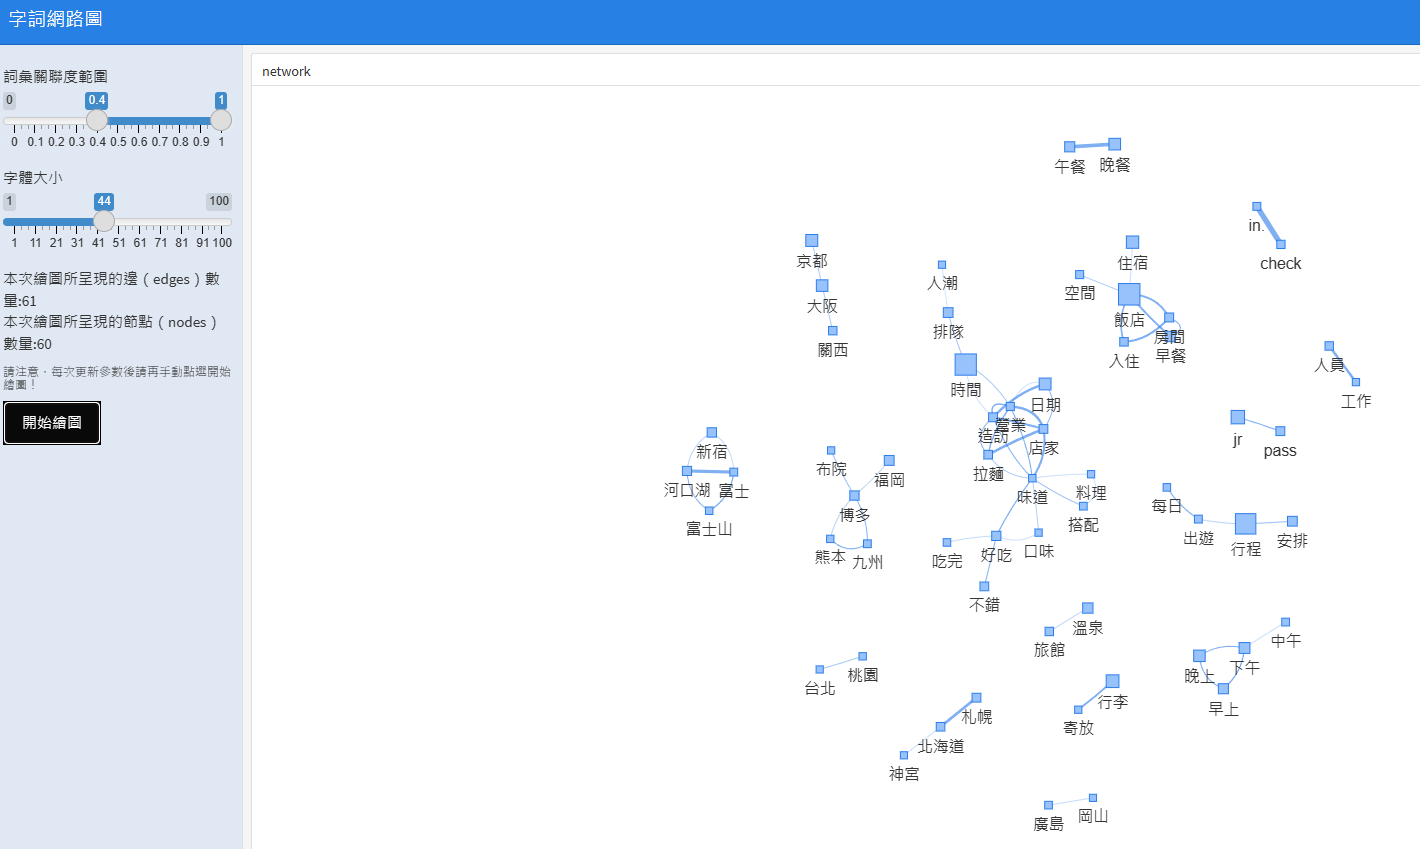 字詞網路圖
詞彙關聯度範圍
0 0.4 1
0 0.1 0.2 0.3 0.4 0.5 0.6 0.7 0.8 0.9 1
字體大小
1 44 100
1 11 21 31 41 51 61 71 81 91 100
本次繪圖所呈現的邊（edges）數
量:61
本次繪圖所呈現的節點（nodes）
數量:60
請注意，每次更新參數後請再手動點選開始
繪圖！
開始繪圖
network
午餐
晚餐
in.
check
京都
大阪
關西
人潮
排隊
時間
住宿
空間
飯店
房間
早餐
入住
人員
工作
日期
營業
造訪
店家
拉麵
味道
料理
搭配
口味
好吃
吃完
不錯
jr
pass
新宿
河口湖
富士
富士山
布院
福岡
博多
熊本
九州
每日
出遊
行程
安排
溫泉
旅館
中午
下午
晚上
早上
台北
桃園
行李
寄放
札幌
北海道
神宮
廣島
岡山